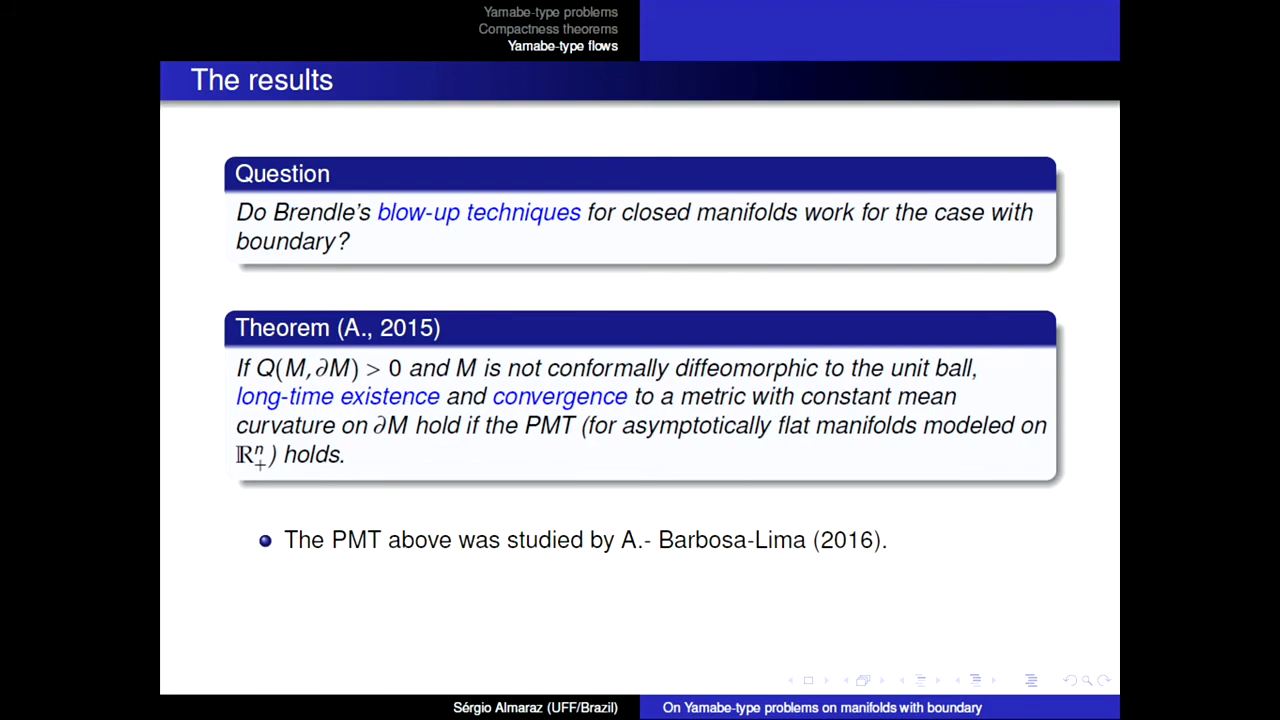 Yamabe-type problems
Compactness theorems
Yamabe-type flows
The results
Question
Do Brendle's blow-up techniques for closed manifolds work for the case with
boundary?
Theorem (A., 2015)
If Q(M, ∂M) > 0 and M is not conformally diffeomorphic to the unit ball,
long-time existence and convergence to a metric with constant mean
curvature on ∂M hold if the PMT (for asymptotically flat manifolds modeled on
ℝⁿ₊) holds.
The PMT above was studied by A.- Barbosa-Lima (2016).
Sérgio Almaraz (UFF/Brazil)
On Yamabe-type problems on manifolds with boundary